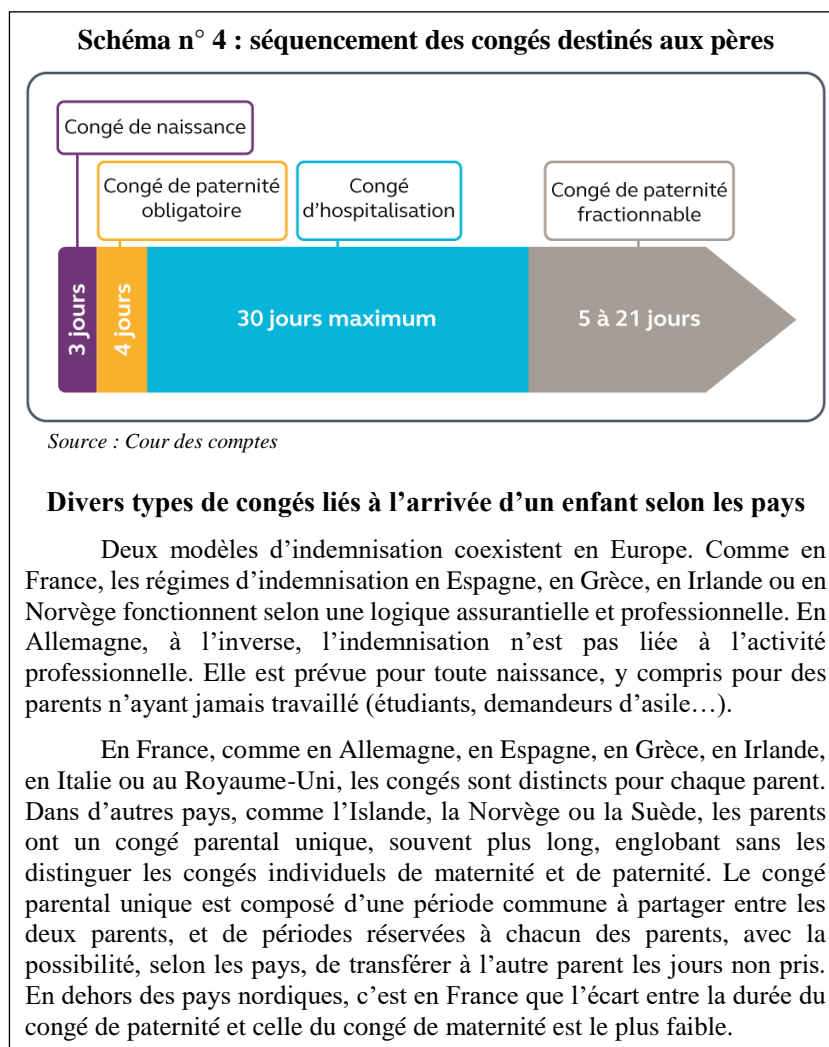 Schéma n° 4 : séquencement des congés destinés aux pères
Congé de naissance
Congé de paternité
obligatoire
Congé
d’hospitalisation
Congé de paternité
fractionnable
3 jours
4 jours
30 jours maximum
5 à 21 jours
Source : Cour des comptes
Divers types de congés liés à l’arrivée d’un enfant selon les pays
Deux modèles d’indemnisation coexistent en Europe. Comme en
France, les régimes d’indemnisation en Espagne, en Grèce, en Irlande ou en
Norvège fonctionnent selon une logique assurantielle et professionnelle. En
Allemagne, à l’inverse, l’indemnisation n’est pas liée à l’activité
professionnelle. Elle est prévue pour toute naissance, y compris pour des
parents n’ayant jamais travaillé (étudiants, demandeurs d’asile…).
En France, comme en Allemagne, en Espagne, en Grèce, en Irlande,
en Italie ou au Royaume-Uni, les congés sont distincts pour chaque parent.
Dans d’autres pays, comme l’Islande, la Norvège ou la Suède, les parents
ont un congé parental unique, souvent plus long, englobant sans les
distinguer les congés individuels de maternité et de paternité. Le congé
parental unique est composé d’une période commune à partager entre les
deux parents, et de périodes réservées à chacun des parents, avec la
possibilité, selon les pays, de transférer à l’autre parent les jours non pris.
En dehors des pays nordiques, c’est en France que l’écart entre la durée du
congé de paternité et celle du congé de maternité est le plus faible.